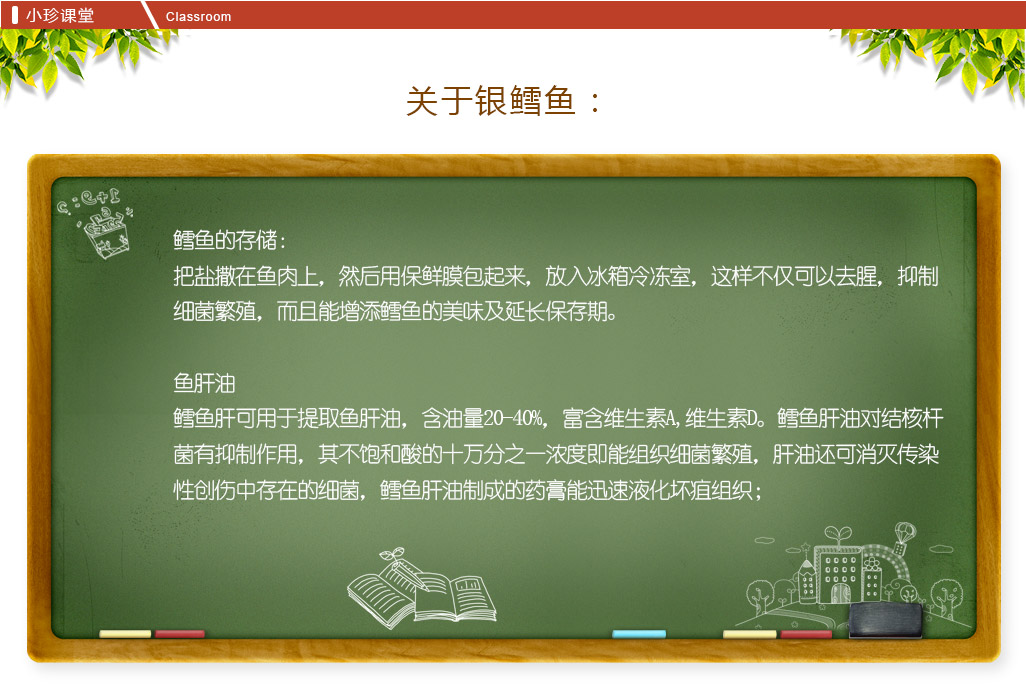 小珍课堂
Classroom
关于银鳕鱼：
鳕鱼的存储：
把盐撒在鱼肉上，然后用保鲜膜包起来，放入冰箱冷冻室，这样不仅可以去腥，抑制
细菌繁殖，而且能增添鳕鱼的美味及延长保存期。
鱼肝油
鳕鱼肝可用于提取鱼肝油，含油量20-40%，富含维生素A,维生素D。鳕鱼肝油对结核杆
菌有抑制作用，其不饱和酸的十万分之一浓度即能组织细菌繁殖，肝油还可消灭传染
性创伤中存在的细菌，鳕鱼肝油制成的药膏能迅速液化坏疽组织；